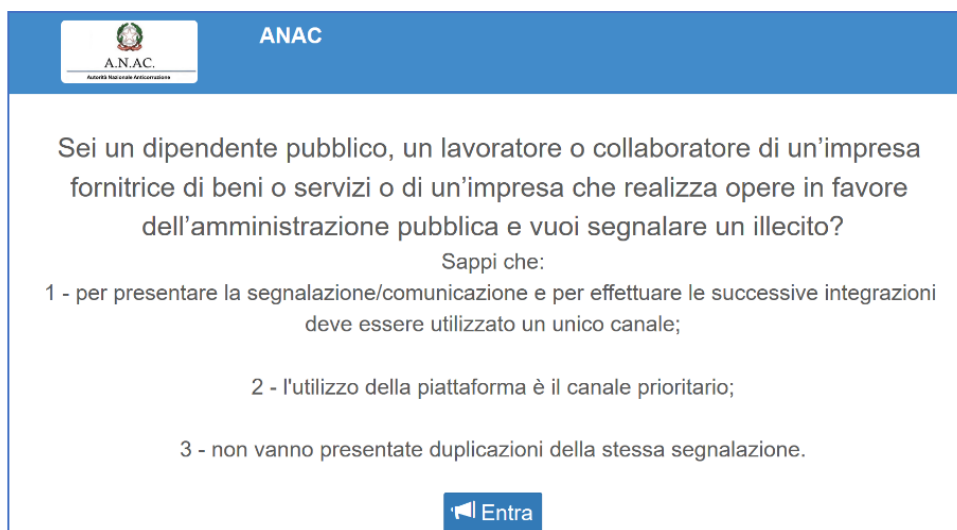 A.N.AC.
Autorità Nazionale Anticorruzione
ANAC
Sei un dipendente pubblico, un lavoratore o collaboratore di un’impresa
fornitrice di beni o servizi o di un’impresa che realizza opere in favore
dell’amministrazione pubblica e vuoi segnalare un illecito?
Sappi che:
1 - per presentare la segnalazione/comunicazione e per effettuare le successive integrazioni
deve essere utilizzato un unico canale;
2 - l'utilizzo della piattaforma è il canale prioritario;
3 - non vanno presentate duplicazioni della stessa segnalazione.
Entra